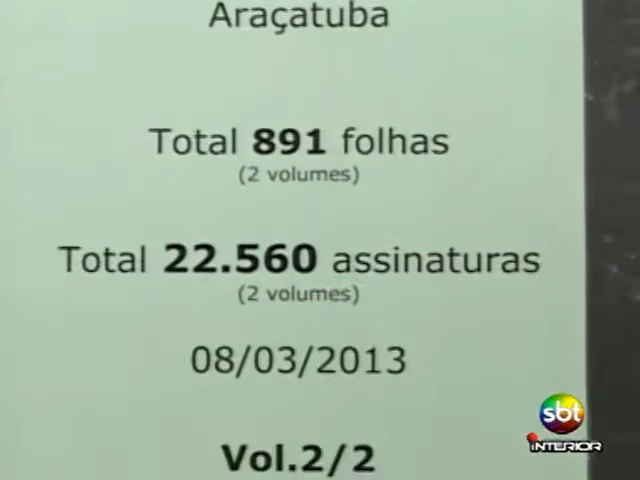 Araçatuba
Total 891 folhas
(2 volumes)
Total 22.560 assinaturas
(2 volumes)
08/03/2013
Vol.2/2
sbt
INTERIOR